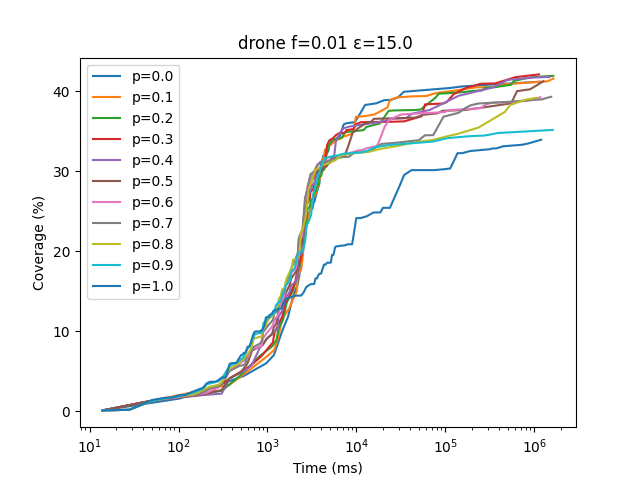 drone f=0.01 ε=15.0
Coverage (%)
40
30
20
10
0
p=0.0
p=0.1
p=0.2
p=0.3
p=0.4
p=0.5
p=0.6
p=0.7
p=0.8
p=0.9
p=1.0
10¹ 10² 10³ 10⁴ 10⁵ 10⁶
Time (ms)